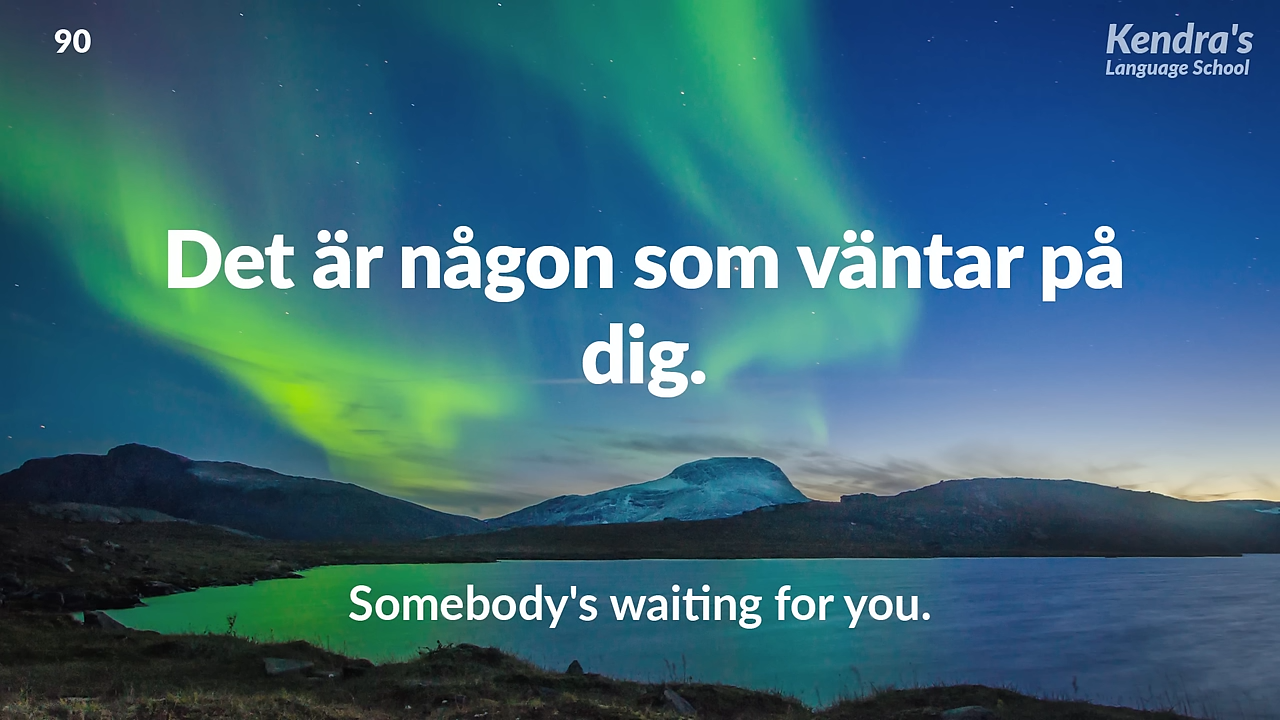 90
Kendra's
Language School
Det är någon som väntar på
dig.
Somebody's waiting for you.